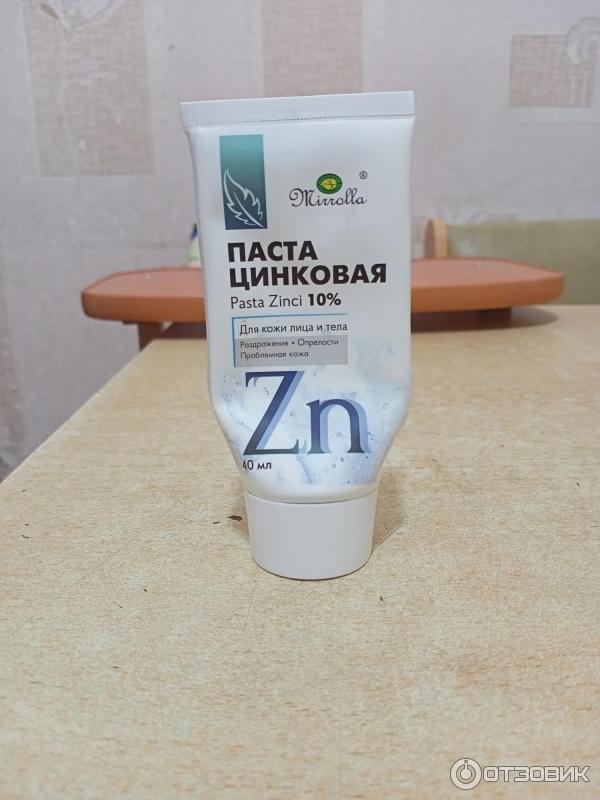 Mirrolla ®
ПАСТА
ЦИНКОВАЯ
Pasta Zinci 10%
Для кожи лица и тела
Раздражения • Опрелости
Проблемная кожа
Zn
40 мл
ОТЗОВИК